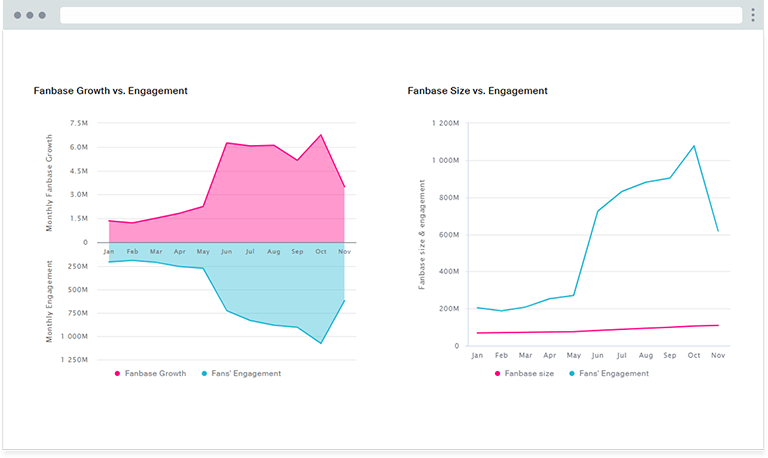 Fanbase Growth vs. Engagement
7.5M
6.0M
4.5M
3.0M
1.5M
0
Monthly Fanbase Growth
Jan Feb Mar Apr May Jun Jul Aug Sep Oct Nov
250M
500M
750M
1 000M
1 250M
Monthly Engagement
Fanbase Growth Fans' Engagement
Fanbase Size vs. Engagement
1 200M
1 000M
800M
600M
400M
200M
0
Fanbase size & engagement
Jan Feb Mar Apr May Jun Jul Aug Sep Oct Nov
Fanbase size Fans' Engagement